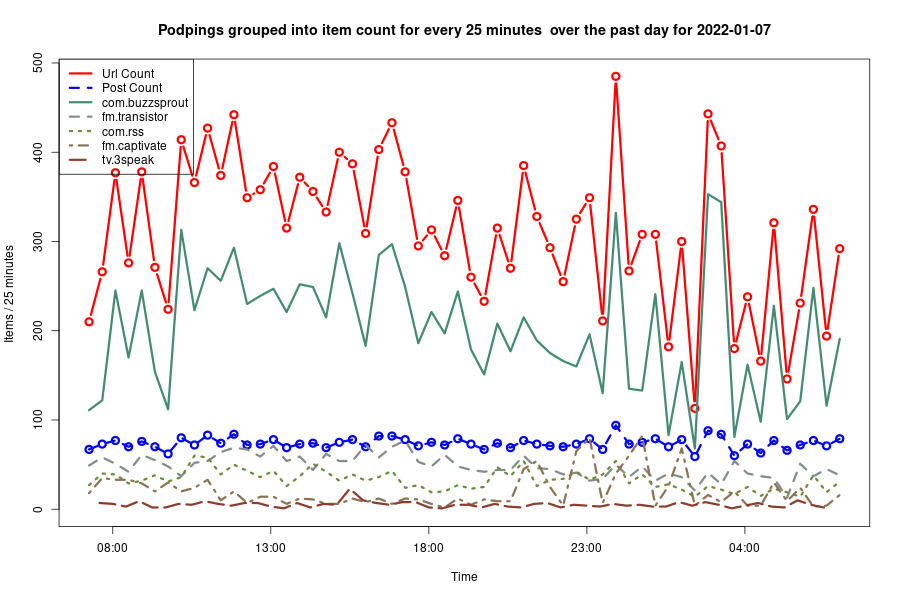 Podpings grouped into item count for every 25 minutes  over the past day for 2022-01-07
Url Count
Post Count
com.buzzsprout
fm.transistor
com.rss
fm.captivate
tv.3speak
Items / 25 minutes
500
400
300
200
100
0
08:00
13:00
18:00
23:00
04:00
Time